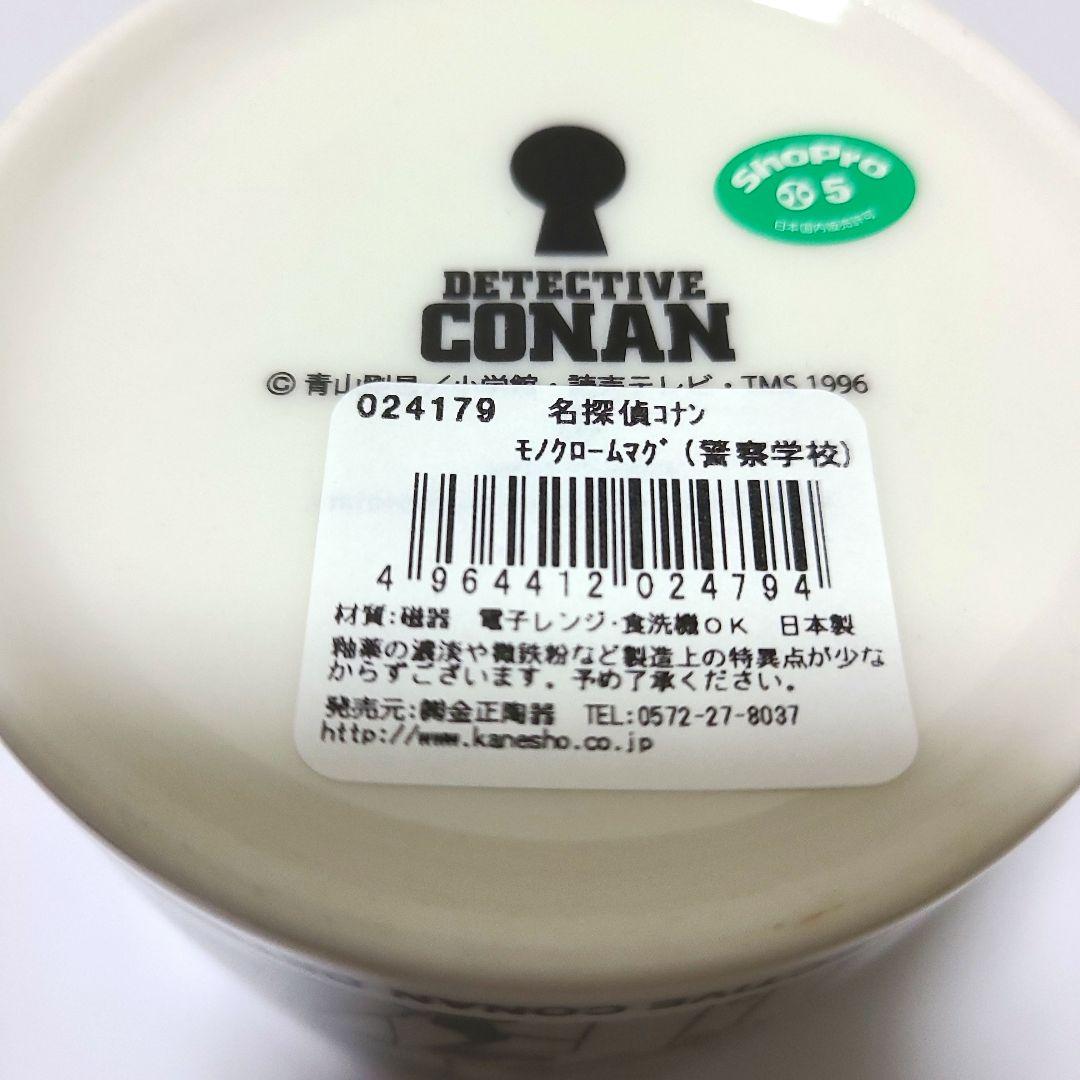 ShoPro
5
日本国内販売許可
DETECTIVE
CONAN
© 青山剛昌／小学館・読売テレビ・TMS 1996
024179 名探偵ｺﾅﾝ
ﾓﾉｸﾛｰﾑﾏｸﾞ(警察学校)
4 964412 024794
材質:磁器 電子レンジ･食洗機ＯＫ 日本製
釉薬の濃淡や微鉄粉など製造上の特異点が少な
からずございます。予め了承ください。
発売元:㈱金正陶器 TEL:0572-27-8037
http://www.kanesho.co.jp
CONAN